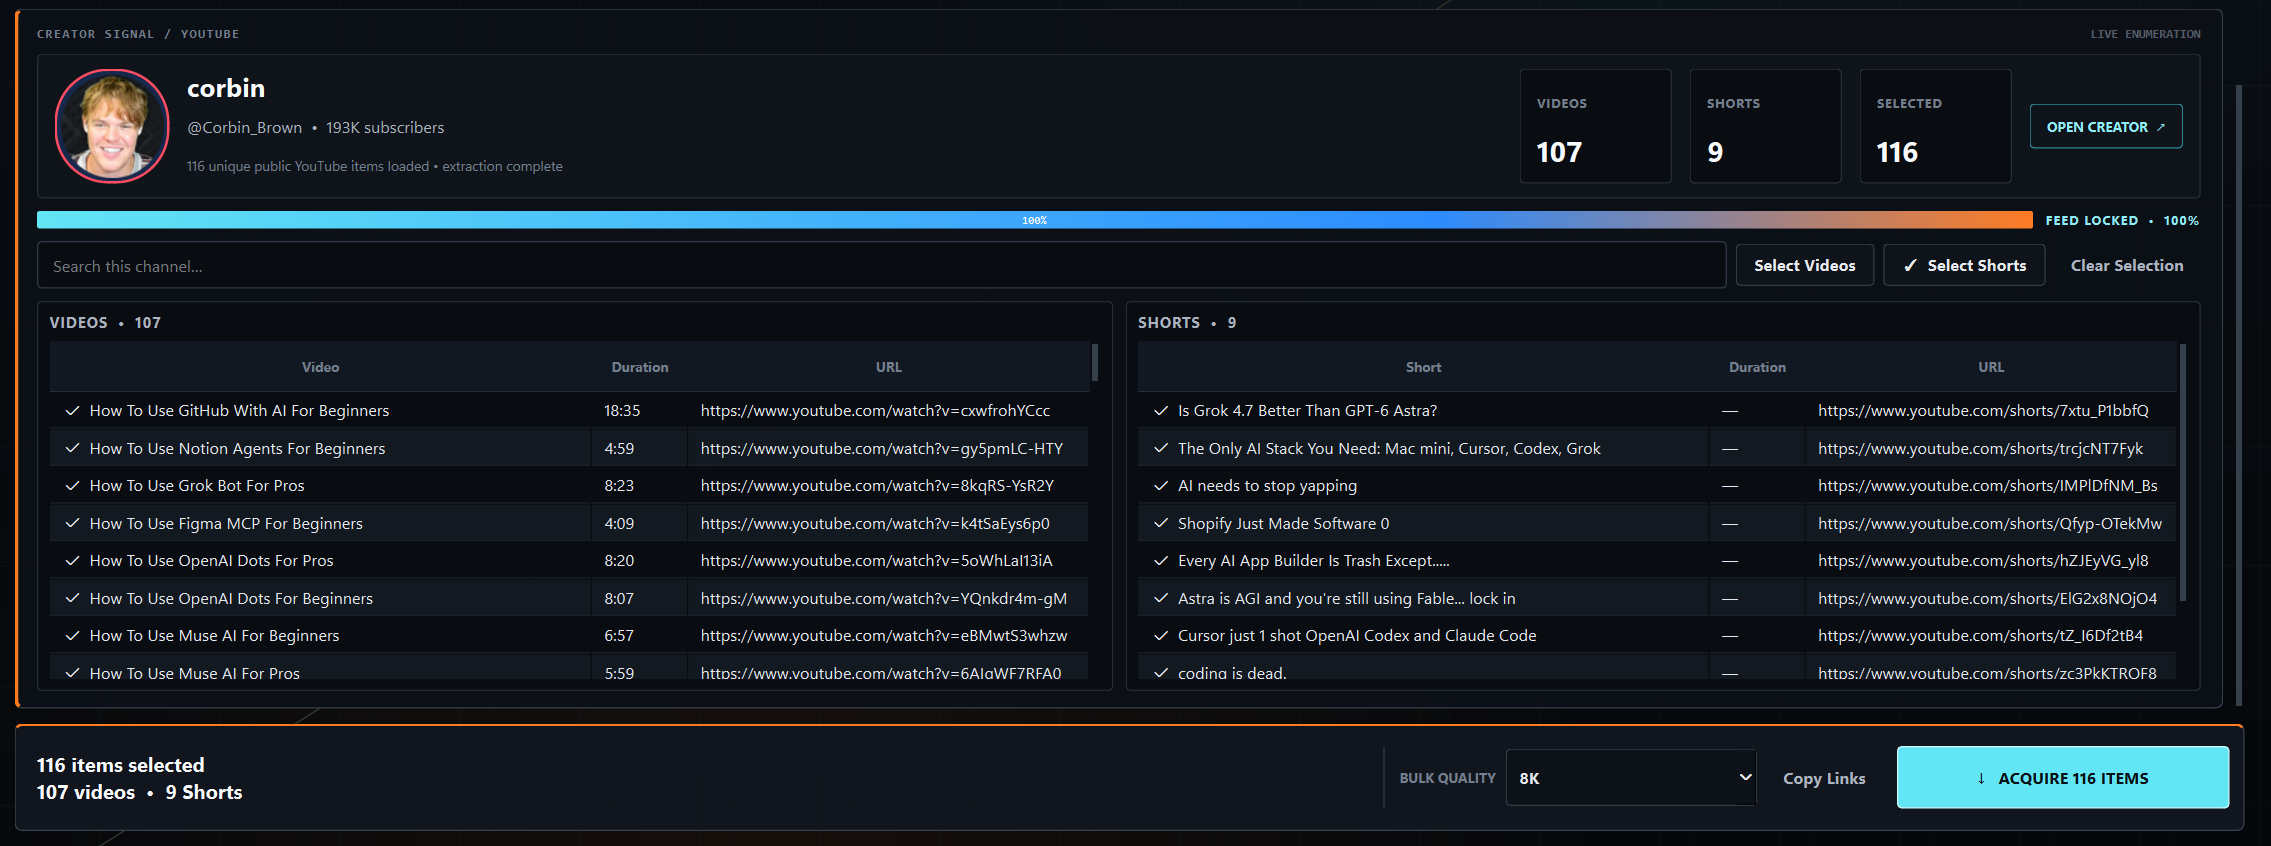 CREATOR SIGNAL / YOUTUBE
LIVE ENUMERATION
corbin
@Corbin_Brown • 193K subscribers
116 unique public YouTube items loaded • extraction complete
VIDEOS
107
SHORTS
9
SELECTED
116
OPEN CREATOR ↗
100%
FEED LOCKED • 100%
Search this channel...
Select Videos
✓ Select Shorts
Clear Selection
VIDEOS • 107
Video Duration URL
✓ How To Use GitHub With AI For Beginners 18:35 https://www.youtube.com/watch?v=cxwfrohYCcc
✓ How To Use Notion Agents For Beginners 4:59 https://www.youtube.com/watch?v=gy5pmLC-HTY
✓ How To Use Grok Bot For Pros 8:23 https://www.youtube.com/watch?v=8kqRS-YsR2Y
✓ How To Use Figma MCP For Beginners 4:09 https://www.youtube.com/watch?v=k4tSaEys6p0
✓ How To Use OpenAI Dots For Pros 8:20 https://www.youtube.com/watch?v=5oWhLaI13iA
✓ How To Use OpenAI Dots For Beginners 8:07 https://www.youtube.com/watch?v=YQnkdr4m-gM
✓ How To Use Muse AI For Beginners 6:57 https://www.youtube.com/watch?v=eBMwtS3whzw
✓ How To Use Muse AI For Pros 5:59 https://www.youtube.com/watch?v=6AIqWF7RFA0
SHORTS • 9
Short Duration URL
✓ Is Grok 4.7 Better Than GPT-6 Astra? — https://www.youtube.com/shorts/7xtu_P1bbfQ
✓ The Only AI Stack You Need: Mac mini, Cursor, Codex, Grok — https://www.youtube.com/shorts/trcjcNT7Fyk
✓ AI needs to stop yapping — https://www.youtube.com/shorts/IMPlDfNM_Bs
✓ Shopify Just Made Software 0 — https://www.youtube.com/shorts/Qfyp-OTekMw
✓ Every AI App Builder Is Trash Except..... — https://www.youtube.com/shorts/hZJEyVG_yl8
✓ Astra is AGI and you're still using Fable... lock in — https://www.youtube.com/shorts/ElG2x8NOjO4
✓ Cursor just 1 shot OpenAI Codex and Claude Code — https://www.youtube.com/shorts/tZ_I6Df2tB4
✓ coding is dead. — https://www.youtube.com/shorts/zc3PkKTROF8
116 items selected
107 videos • 9 Shorts
BULK QUALITY
8K
Copy Links
↓ ACQUIRE 116 ITEMS